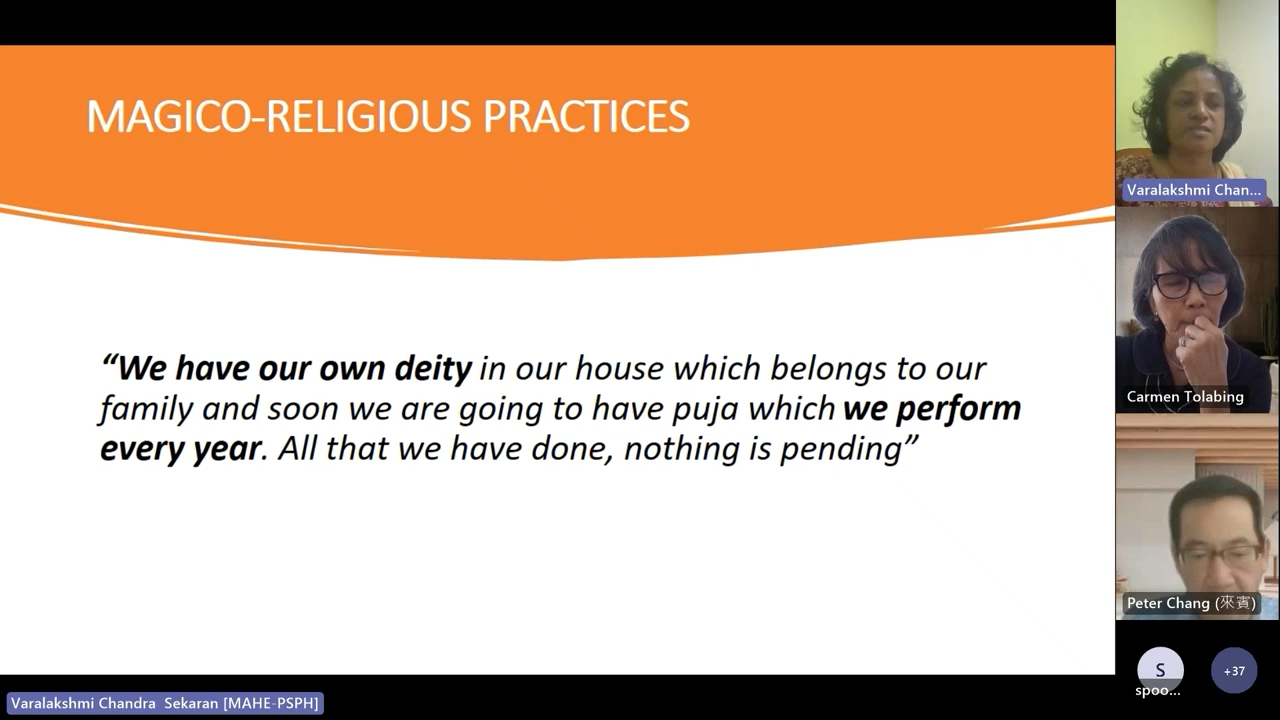 MAGICO-RELIGIOUS PRACTICES
“We have our own deity in our house which belongs to our
family and soon we are going to have puja which we perform
every year. All that we have done, nothing is pending”
Varalakshmi Chandra Sekaran [MAHE-PSPH]
Varalakshmi Chan...
Carmen Tolabing
Peter Chang (來賓)
S
spoo...
+37